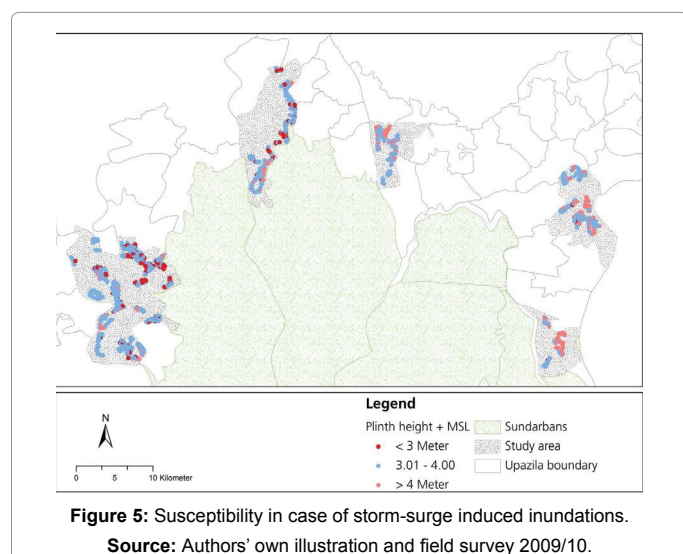 Legend
Plinth height + MSL
< 3 Meter
3.01 - 4.00
> 4 Meter
Sundarbans
Study area
Upazila boundary
N
0 5 10 Kilometer
Figure 5: Susceptibility in case of storm-surge induced inundations.
Source: Authors' own illustration and field survey 2009/10.